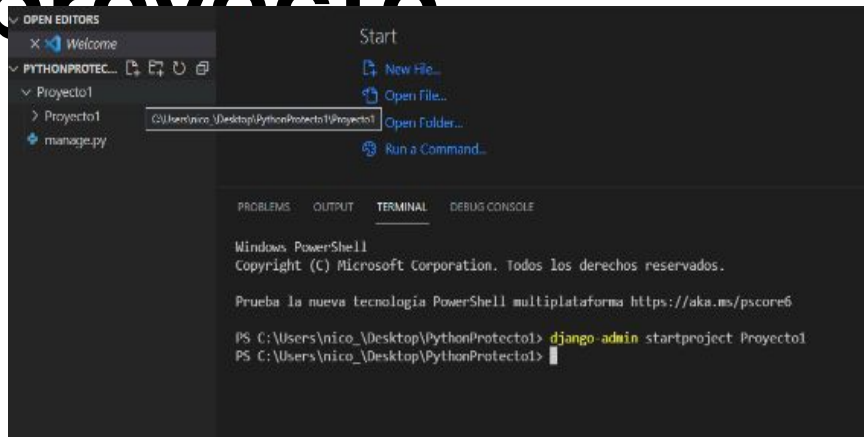 proyecto
OPEN EDITORS
Welcome
PYTHONPROTEC...
Proyecto1
Proyecto1
C:\Users\nico_\Desktop\PythonProtecto1\Proyecto1
manage.py
Start
New File...
Open File...
Open Folder...
Run a Command...
PROBLEMS OUTPUT TERMINAL DEBUG CONSOLE
Windows PowerShell
Copyright (C) Microsoft Corporation. Todos los derechos reservados.
Prueba la nueva tecnología PowerShell multiplataforma https://aka.ms/pscore6
PS C:\Users\nico_\Desktop\PythonProtecto1> django-admin startproject Proyecto1
PS C:\Users\nico_\Desktop\PythonProtecto1>